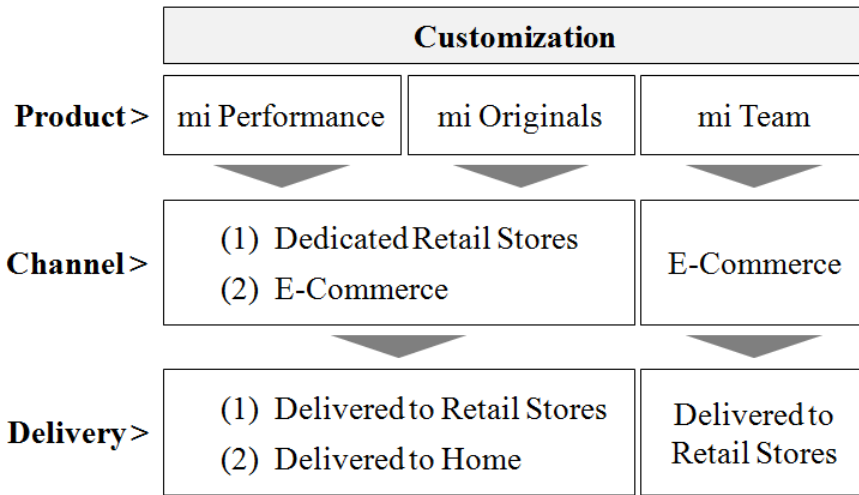 Customization
Product > mi Performance mi Originals mi Team
(1) Dedicated Retail Stores
Channel > E-Commerce
(2) E-Commerce
(1) Delivered to Retail Stores
Delivery > Delivered to
Retail Stores
(2) Delivered to Home